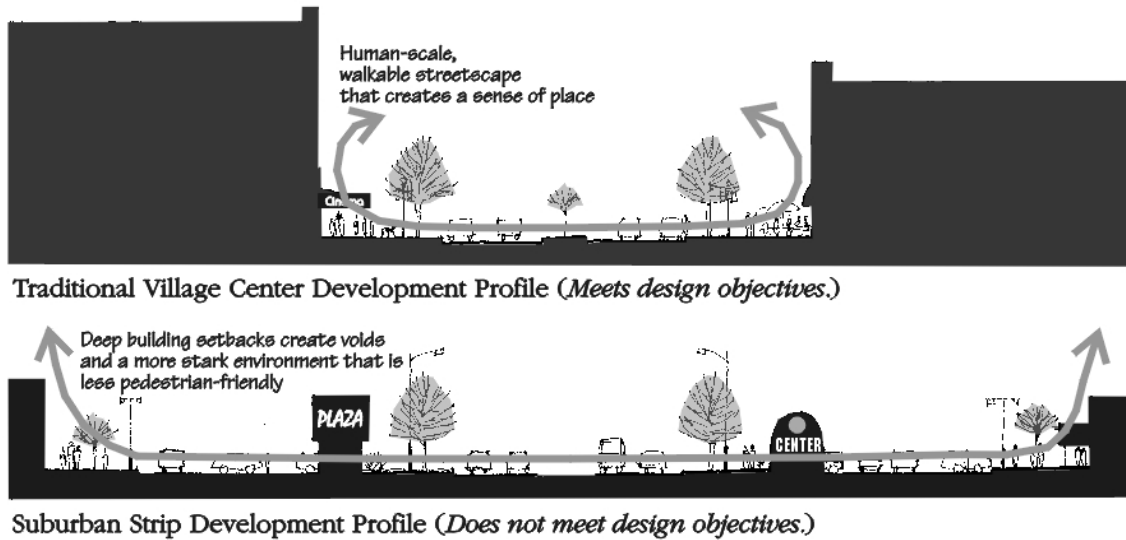 Human-scale,
walkable streetscape
that creates a sense of place
Cinema
Traditional Village Center Development Profile (Meets design objectives.)
Deep building setbacks create voids
and a more stark environment that is
less pedestrian-friendly
PLAZA
CENTER
Suburban Strip Development Profile (Does not meet design objectives.)